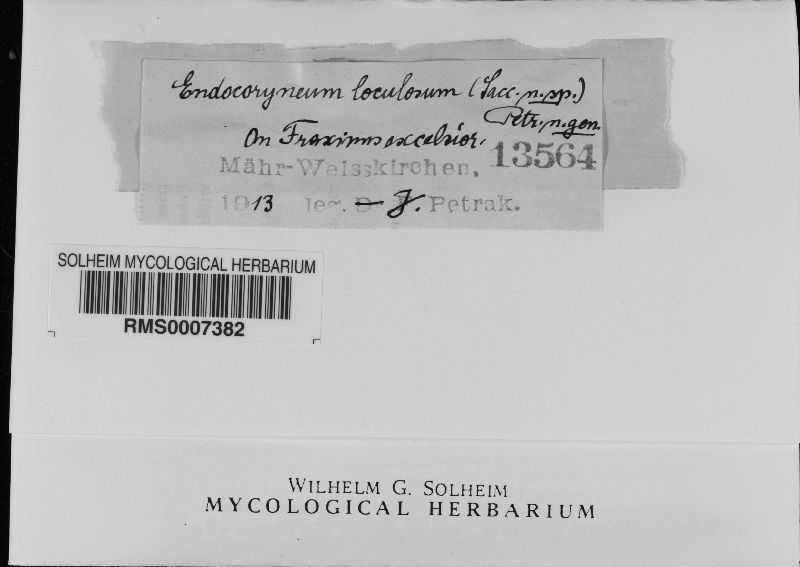 Endocoryneum loculosum (Sacc. n. sp.)
Petr. n. gen.
On Fraxinus excelsior.
13564
Mähr-Weisskirchen,
1913 leg. J. Petrak.
SOLHEIM MYCOLOGICAL HERBARIUM
RMS0007382
WILHELM G. SOLHEIM
MYCOLOGICAL HERBARIUM